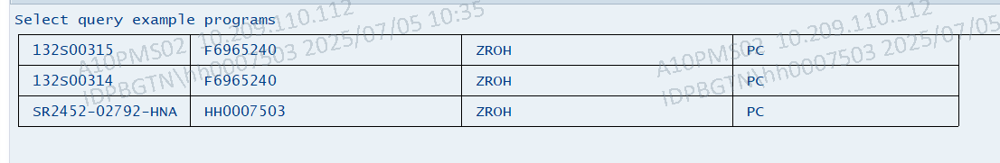 Select query example programs
132S00315 F6965240 ZROH PC
132S00314 F6965240 ZROH PC
SR2452-02792-HNA HH0007503 ZROH PC
A10PMS02 10.209.110.112
IDPBGTN\hh0007503 2025/07/05 10:35
A10PMS02 10.209.110.112
IDPBGTN\hh0007503 2025/07/05